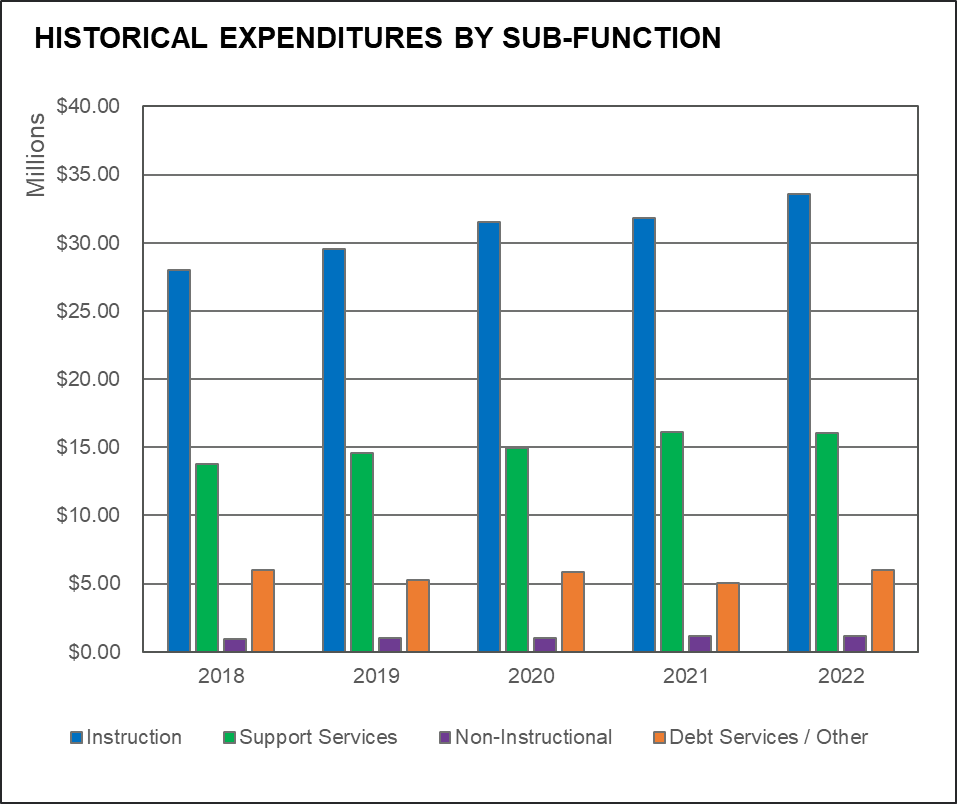 HISTORICAL EXPENDITURES BY SUB-FUNCTION
Millions
$40.00
$35.00
$30.00
$25.00
$20.00
$15.00
$10.00
$5.00
$0.00
2018 2019 2020 2021 2022
Instruction Support Services Non-Instructional Debt Services / Other